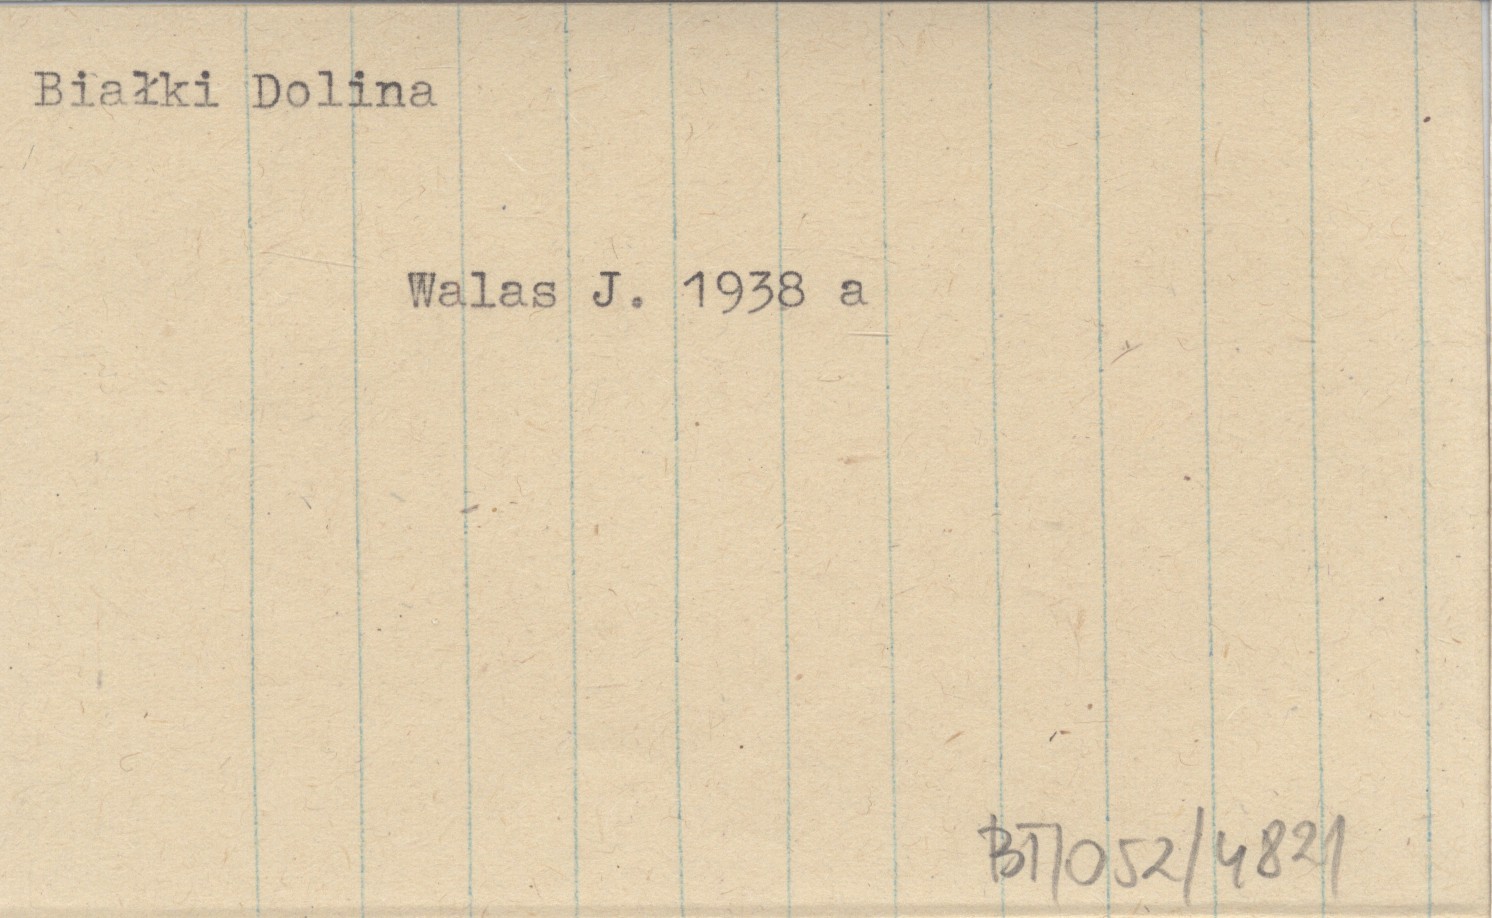 Białki Dolina
Walas J. 1938 a
BT/052/4821